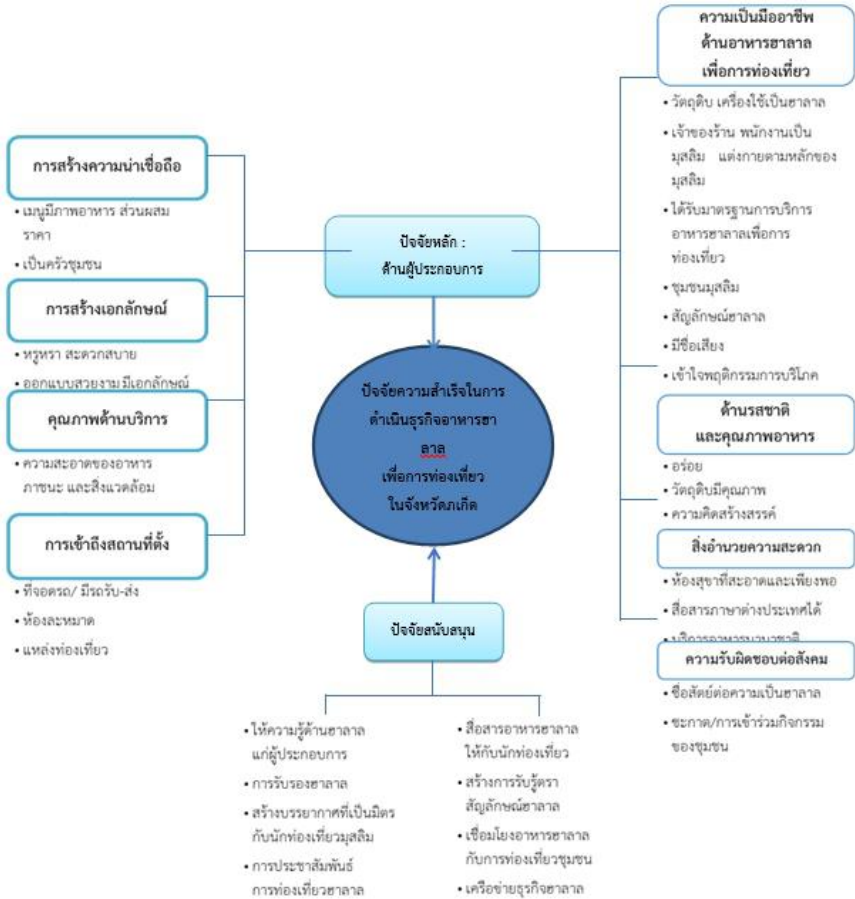 ความเป็นมืออาชีพ
ด้านอาหารฮาลาล
เพื่อการท่องเที่ยว
• วัตถุดิบ เครื่องใช้เป็นฮาลาล
• เจ้าของร้าน พนักงานเป็น
มุสลิม แต่งกายตามหลักของ
มุสลิม
• ได้รับมาตรฐานการบริการ
อาหารฮาลาลเพื่อการ
ท่องเที่ยว
• ชุมชนมุสลิม
• สัญลักษณ์ฮาลาล
• มีชื่อเสียง
• เข้าใจพฤติกรรมการบริโภค
ด้านรสชาติ
และคุณภาพอาหาร
• อร่อย
• วัตถุดิบมีคุณภาพ
• ความคิดสร้างสรรค์
สิ่งอำนวยความสะดวก
• ห้องสุขาที่สะอาดและเพียงพอ
• สื่อสารภาษาต่างประเทศได้
• บริการอาหารนานาชาติ
ความรับผิดชอบต่อสังคม
• ซื่อสัตย์ต่อความเป็นฮาลาล
• ซะกาต/การเข้าร่วมกิจกรรม
ของชุมชน
การสร้างความน่าเชื่อถือ
• เมนูมีภาพอาหาร ส่วนผสม
ราคา
• เป็นครัวชุมชน
การสร้างเอกลักษณ์
• หรูหรา สะดวกสบาย
• ออกแบบสวยงาม มีเอกลักษณ์
คุณภาพด้านบริการ
• ความสะอาดของอาหาร
ภาชนะ และสิ่งแวดล้อม
การเข้าถึงสถานที่ตั้ง
• ที่จอดรถ/ มีรถรับ-ส่ง
• ห้องละหมาด
• แหล่งท่องเที่ยว
ปัจจัยหลัก :
ด้านผู้ประกอบการ
ปัจจัยความสำเร็จในการ
ดำเนินธุรกิจอาหารฮา
ลาล
เพื่อการท่องเที่ยว
ในจังหวัดภูเก็ต
ปัจจัยสนับสนุน
• ให้ความรู้ด้านฮาลาล
แก่ผู้ประกอบการ
• การรับรองฮาลาล
• สร้างบรรยากาศที่เป็นมิตร
กับนักท่องเที่ยวมุสลิม
• การประชาสัมพันธ์
การท่องเที่ยวฮาลาล
• สื่อสารอาหารฮาลาล
ให้กับนักท่องเที่ยว
• สร้างการรับรู้ตรา
สัญลักษณ์ฮาลาล
• เชื่อมโยงอาหารฮาลาล
กับการท่องเที่ยวชุมชน
• เครือข่ายธุรกิจฮาลาล